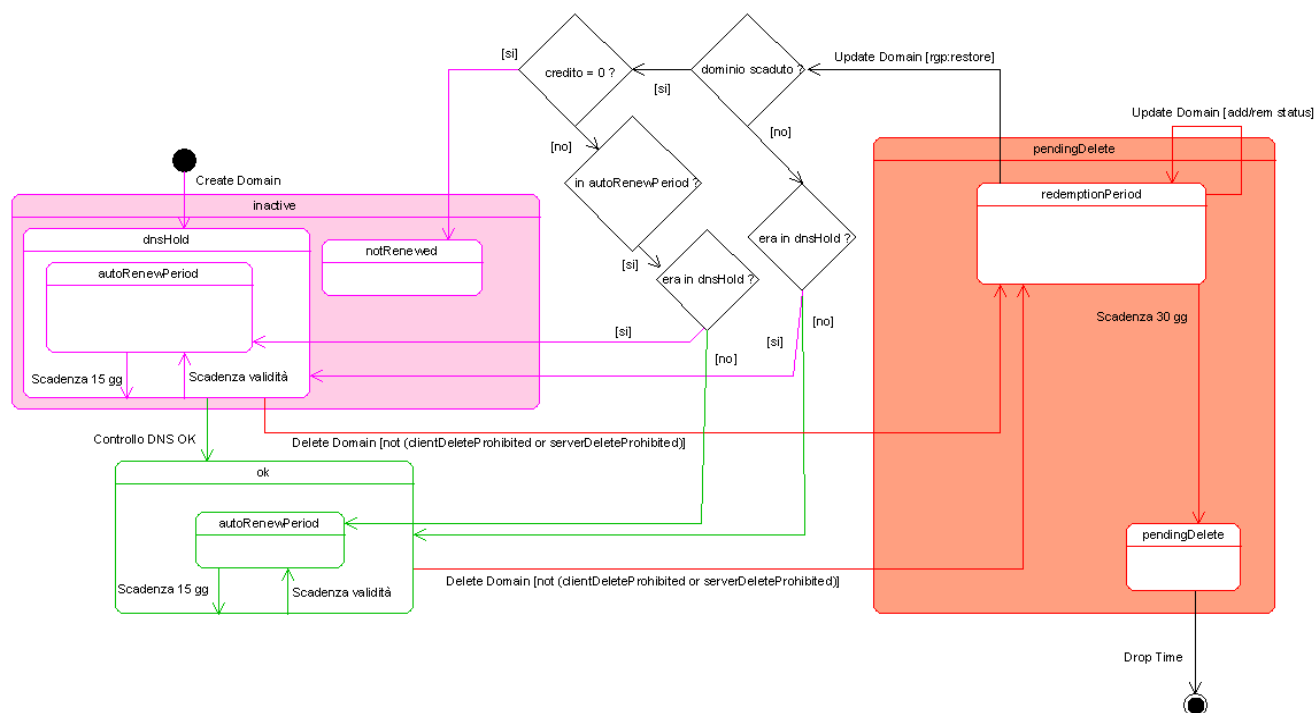 [si]
credito = 0 ?
dominio scaduto ?
Update Domain [rgp:restore]
[si]
Update Domain [add/rem status]
[no]
[no]
pendingDelete
Create Domain
in autoRenewPeriod ?
redemptionPeriod
inactive
dnsHold
notRenewed
era in dnsHold ?
autoRenewPeriod
[si]
era in dnsHold ?
Scadenza 30 gg
[si]
[si]
[no]
[no]
Scadenza 15 gg
Scadenza validità
Controllo DNS OK
Delete Domain [not (clientDeleteProhibited or serverDeleteProhibited)]
ok
autoRenewPeriod
pendingDelete
Scadenza 15 gg
Scadenza validità
Delete Domain [not (clientDeleteProhibited or serverDeleteProhibited)]
Drop Time